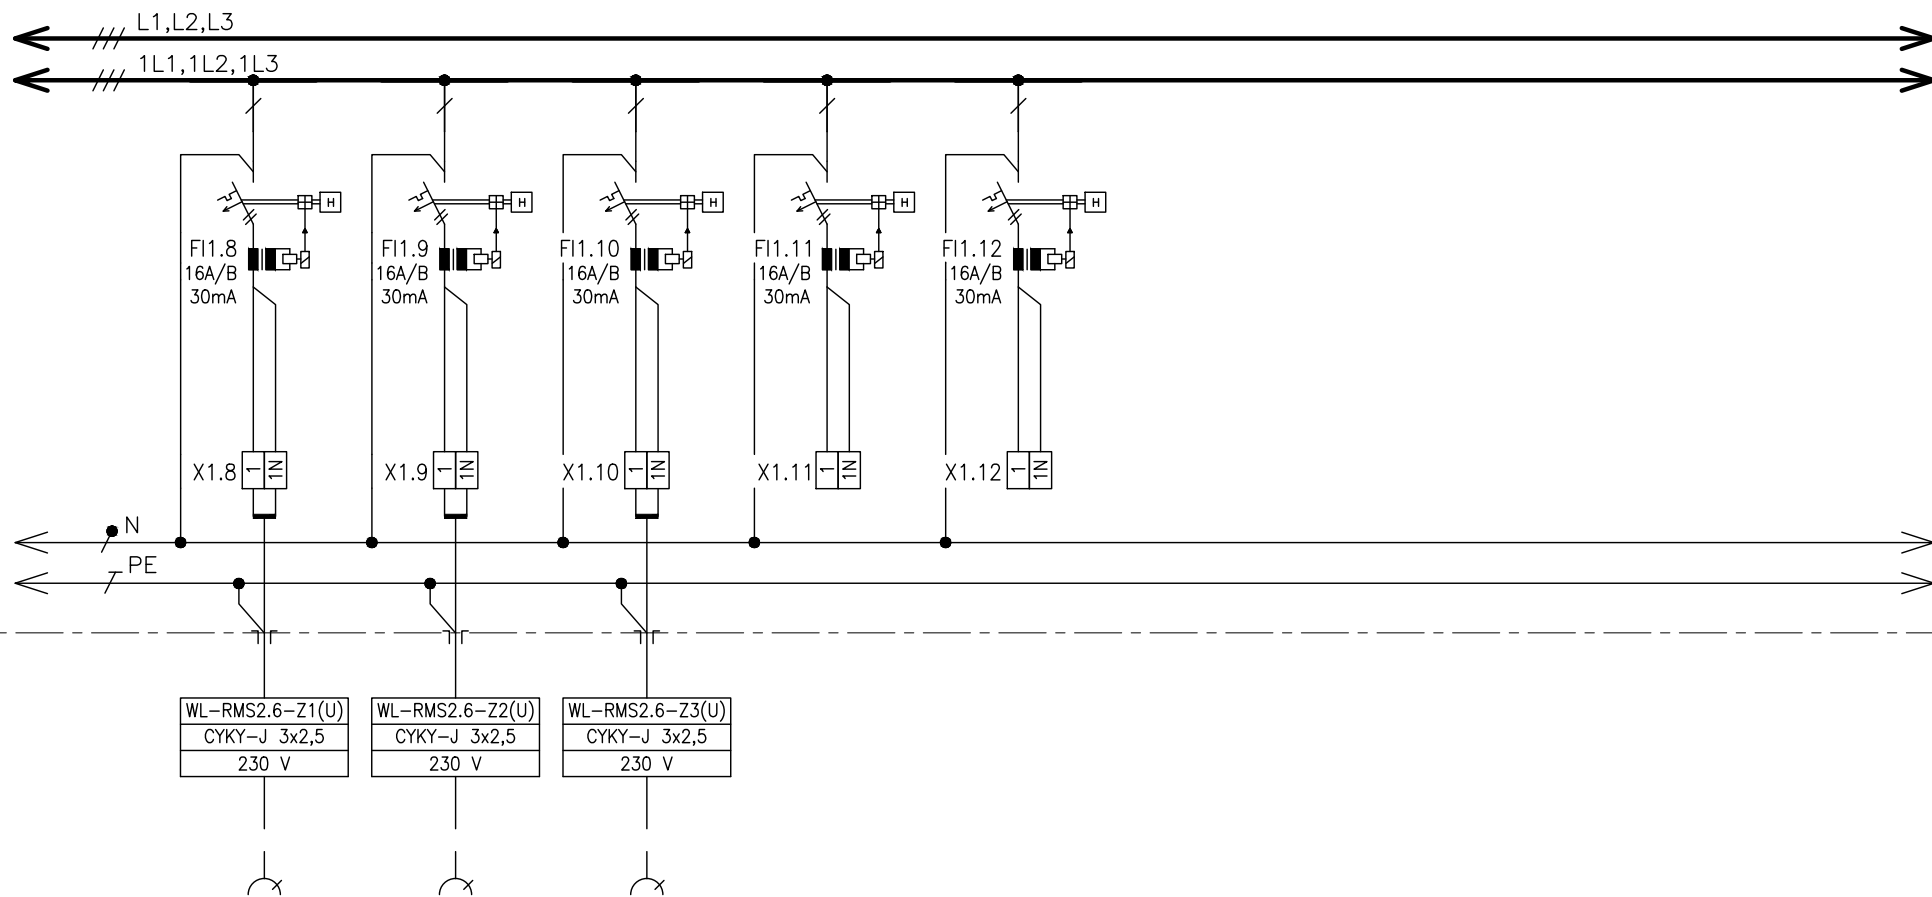 L1,L2,L3
1L1,1L2,1L3
H
H
H
H
H
FI1.8
16A/B
30mA
FI1.9
16A/B
30mA
FI1.10
16A/B
30mA
FI1.11
16A/B
30mA
FI1.12
16A/B
30mA
X1.8 1 1N
X1.9 1 1N
X1.10 1 1N
X1.11 1 1N
X1.12 1 1N
N
PE
WL-RMS2.6-Z1(U)
CYKY-J 3x2,5
230 V
WL-RMS2.6-Z2(U)
CYKY-J 3x2,5
230 V
WL-RMS2.6-Z3(U)
CYKY-J 3x2,5
230 V